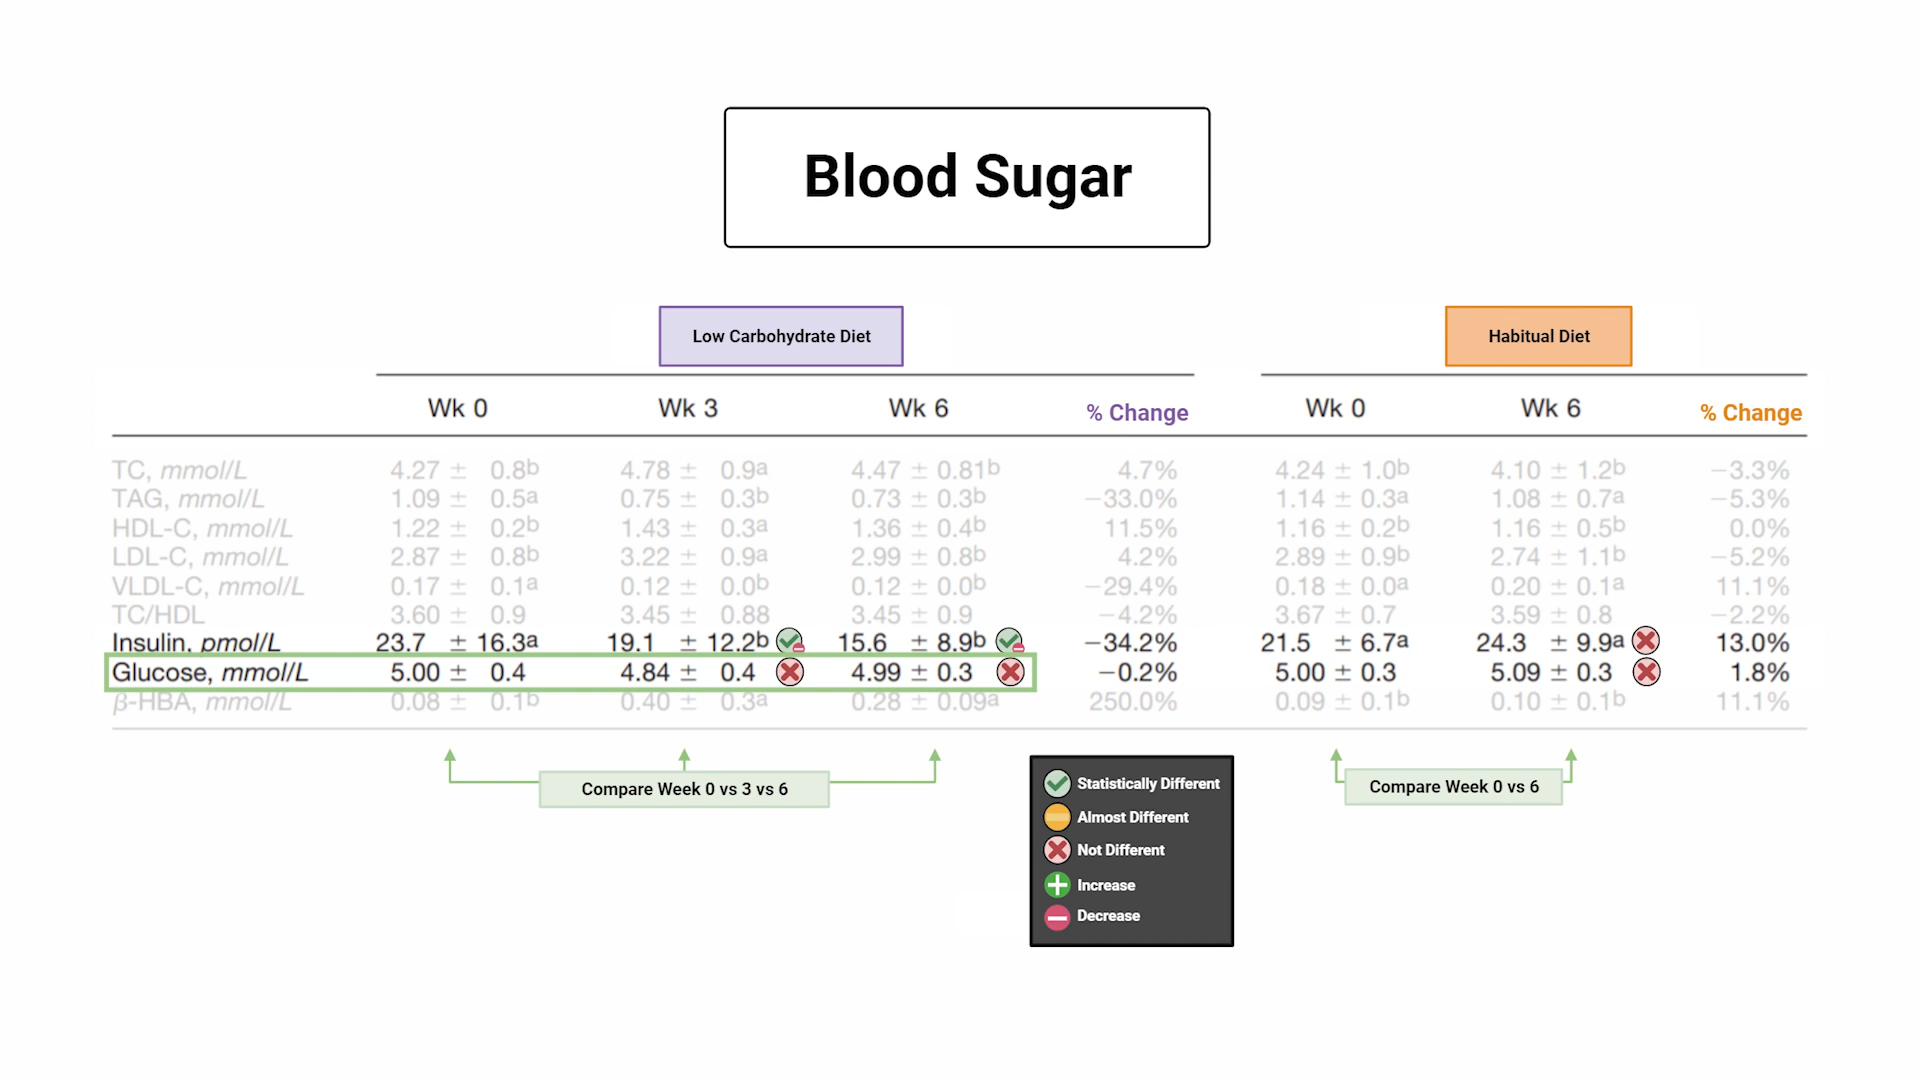 Blood Sugar
Low Carbohydrate Diet
Habitual Diet
Wk 0 Wk 3 Wk 6 % Change Wk 0 Wk 6 % Change
TC, mmol/L 4.27 ± 0.8b 4.78 ± 0.9a 4.47 ± 0.81b 4.7% 4.24 ± 1.0b 4.10 ± 1.2b −3.3%
TAG, mmol/L 1.09 ± 0.5a 0.75 ± 0.3b 0.73 ± 0.3b −33.0% 1.14 ± 0.3a 1.08 ± 0.7a −5.3%
HDL-C, mmol/L 1.22 ± 0.2b 1.43 ± 0.3a 1.36 ± 0.4b 11.5% 1.16 ± 0.2b 1.16 ± 0.5b 0.0%
LDL-C, mmol/L 2.87 ± 0.8b 3.22 ± 0.9a 2.99 ± 0.8b 4.2% 2.89 ± 0.9b 2.74 ± 1.1b −5.2%
VLDL-C, mmol/L 0.17 ± 0.1a 0.12 ± 0.0b 0.12 ± 0.0b −29.4% 0.18 ± 0.0a 0.20 ± 0.1a 11.1%
TC/HDL 3.60 ± 0.9 3.45 ± 0.88 3.45 ± 0.9 −4.2% 3.67 ± 0.7 3.59 ± 0.8 −2.2%
Insulin, pmol/L 23.7 ± 16.3a 19.1 ± 12.2b 15.6 ± 8.9b −34.2% 21.5 ± 6.7a 24.3 ± 9.9a 13.0%
Glucose, mmol/L 5.00 ± 0.4 4.84 ± 0.4 4.99 ± 0.3 −0.2% 5.00 ± 0.3 5.09 ± 0.3 1.8%
β-HBA, mmol/L 0.08 ± 0.1b 0.40 ± 0.3a 0.28 ± 0.09a 250.0% 0.09 ± 0.1b 0.10 ± 0.1b 11.1%
Compare Week 0 vs 3 vs 6
Compare Week 0 vs 6
Statistically Different
Almost Different
Not Different
Increase
Decrease